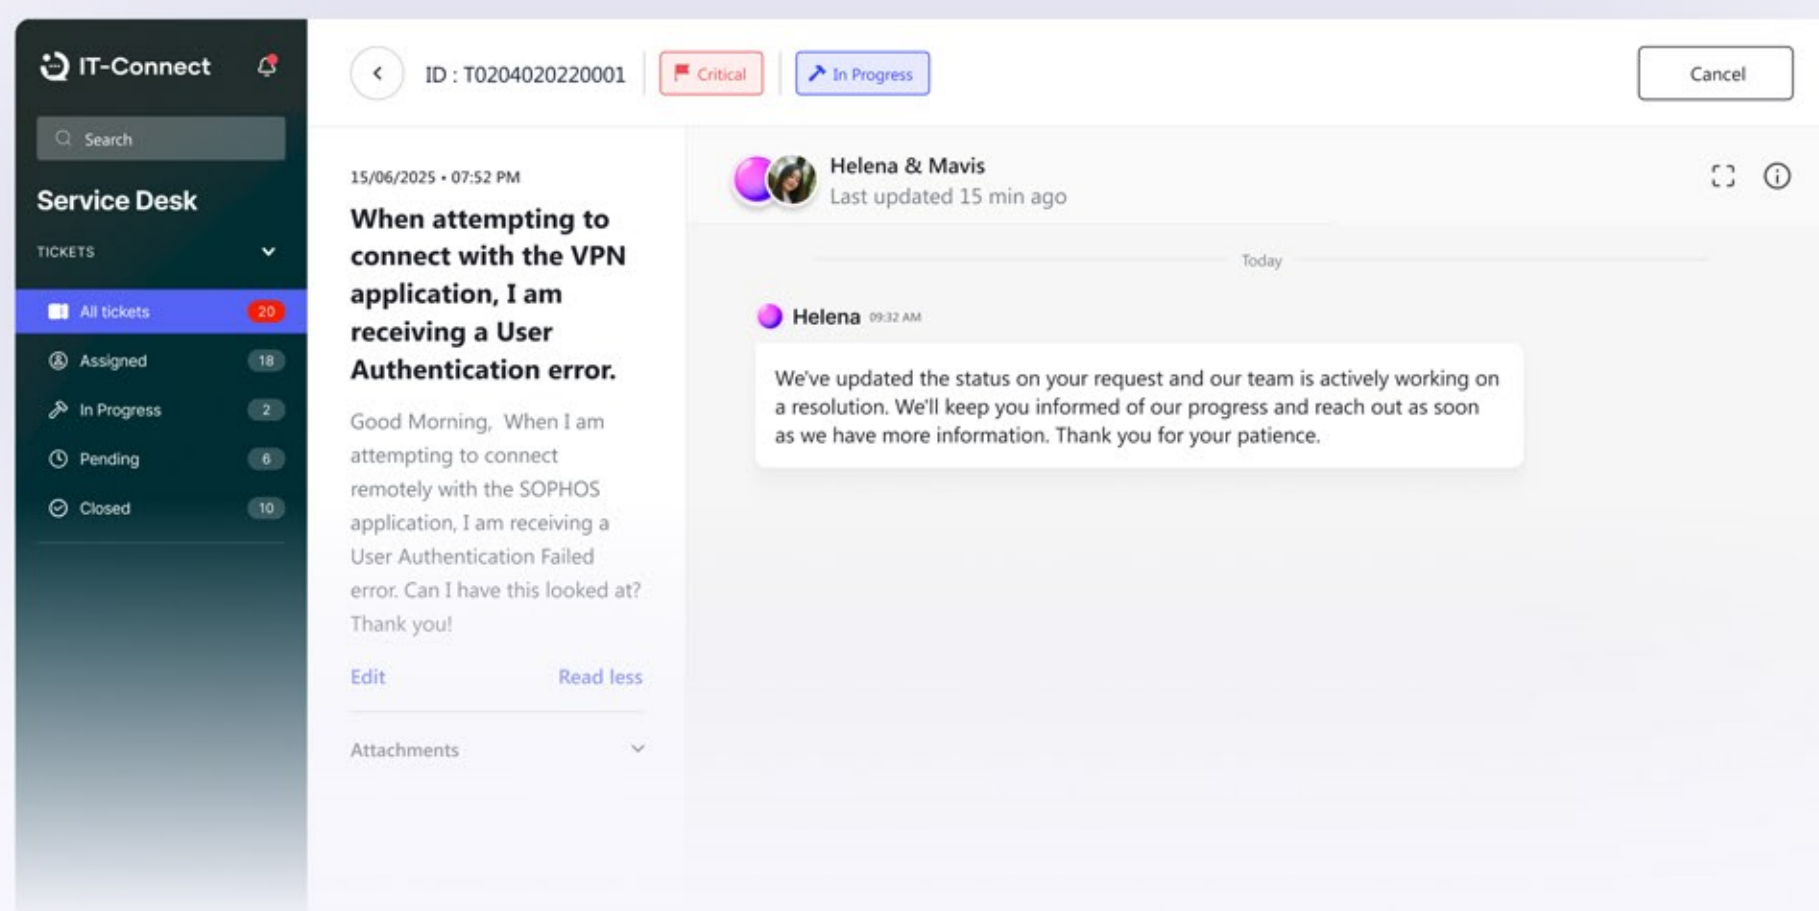 IT-Connect
Search
Service Desk
TICKETS
All tickets 20
Assigned 18
In Progress 2
Pending 6
Closed 10
ID : T0204020220001
Critical
In Progress
Cancel
15/06/2025 • 07:52 PM
When attempting to
connect with the VPN
application, I am
receiving a User
Authentication error.
Good Morning,  When I am
attempting to connect
remotely with the SOPHOS
application, I am receiving a
User Authentication Failed
error. Can I have this looked at?
Thank you!
Edit
Read less
Attachments
Helena & Mavis
Last updated 15 min ago
Today
Helena 09:32 AM
We've updated the status on your request and our team is actively working on
a resolution. We'll keep you informed of our progress and reach out as soon
as we have more information. Thank you for your patience.